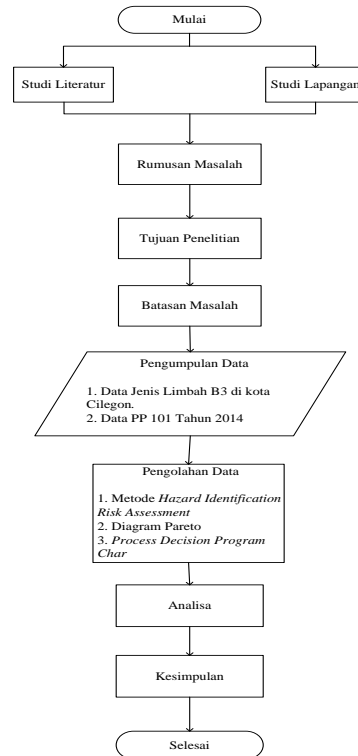 Mulai
Studi Literatur
Studi Lapangan
Rumusan Masalah
Tujuan Penelitian
Batasan Masalah
Pengumpulan Data
1. Data Jenis Limbah B3 di kota
Cilegon.
2. Data PP 101 Tahun 2014
Pengolahan Data
1. Metode Hazard Identification
Risk Assessment
2. Diagram Pareto
3. Process Decision Program
Char
Analisa
Kesimpulan
Selesai